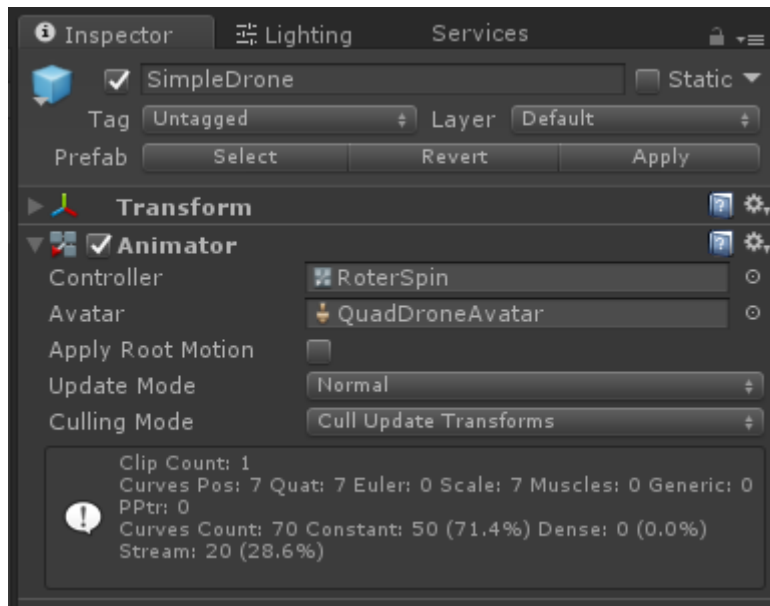 Inspector Lighting Services
SimpleDrone Static
Tag Untagged Layer Default
Prefab Select Revert Apply
Transform
Animator
Controller RoterSpin
Avatar QuadDroneAvatar
Apply Root Motion
Update Mode Normal
Culling Mode Cull Update Transforms
Clip Count: 1
Curves Pos: 7 Quat: 7 Euler: 0 Scale: 7 Muscles: 0 Generic: 0
PPtr: 0
Curves Count: 70 Constant: 50 (71.4%) Dense: 0 (0.0%)
Stream: 20 (28.6%)